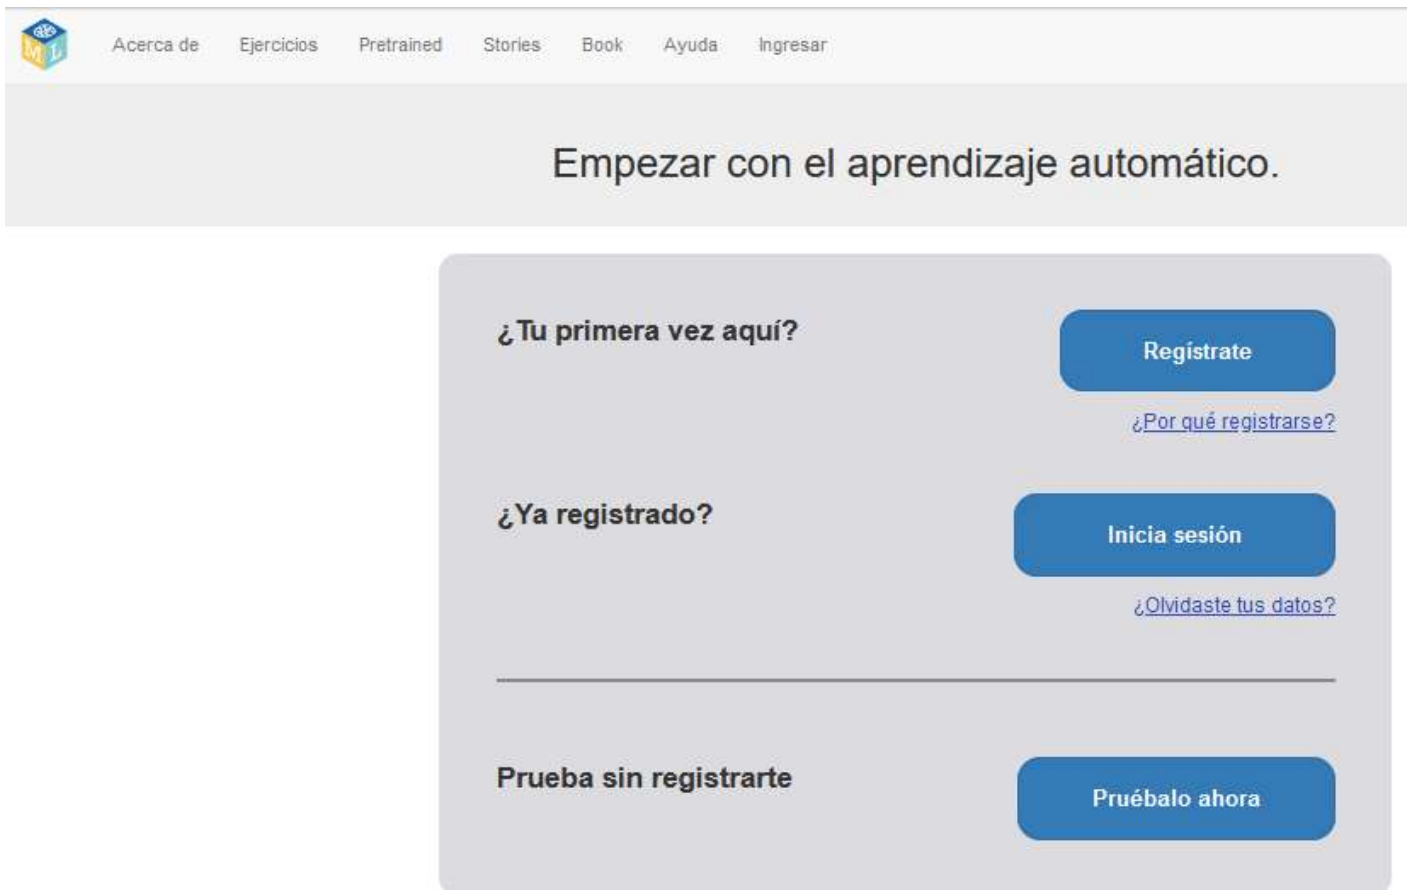 M L
Acerca de Ejercicios Pretrained Stories Book Ayuda Ingresar
Empezar con el aprendizaje automático.
¿Tu primera vez aquí?
Regístrate
¿Por qué registrarse?
¿Ya registrado?
Inicia sesión
¿Olvidaste tus datos?
Prueba sin registrarte
Pruébalo ahora